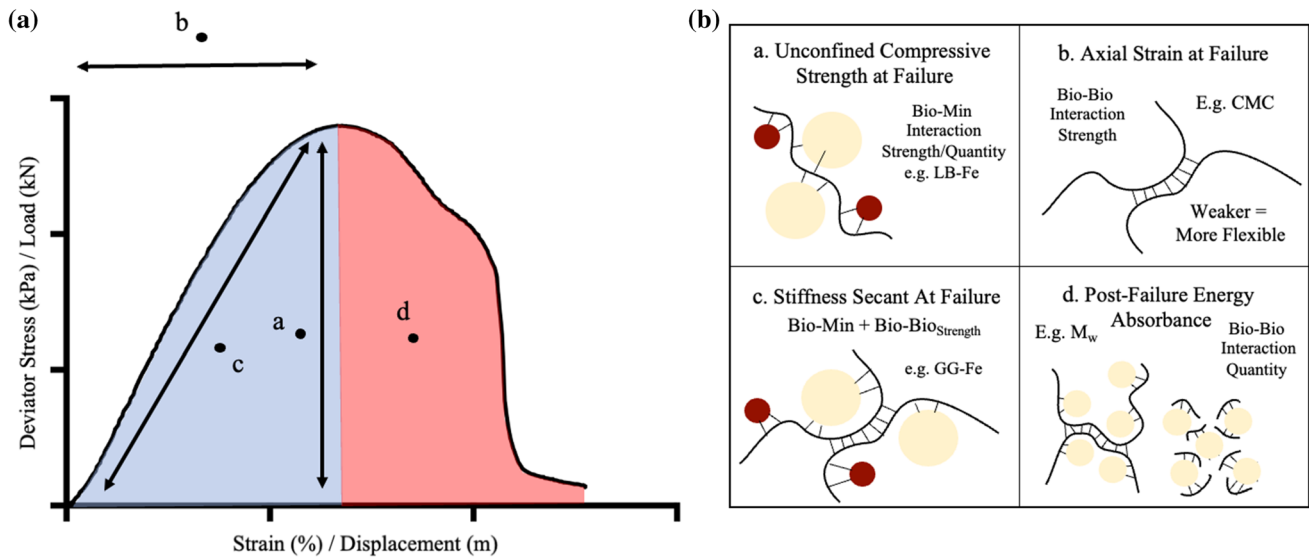 (a)
b
Deviator Stress (kPa) / Load (kN)
a
c
d
Strain (%) / Displacement (m)
(b)
a. Unconfined Compressive
Strength at Failure
Bio-Min
Interaction
Strength/Quantity
e.g. LB-Fe
b. Axial Strain at Failure
Bio-Bio
Interaction
Strength
E.g. CMC
Weaker =
More Flexible
c. Stiffness Secant At Failure
Bio-Min + Bio-BioStrength
e.g. GG-Fe
d. Post-Failure Energy
Absorbance
E.g. Mw
Bio-Bio
Interaction
Quantity